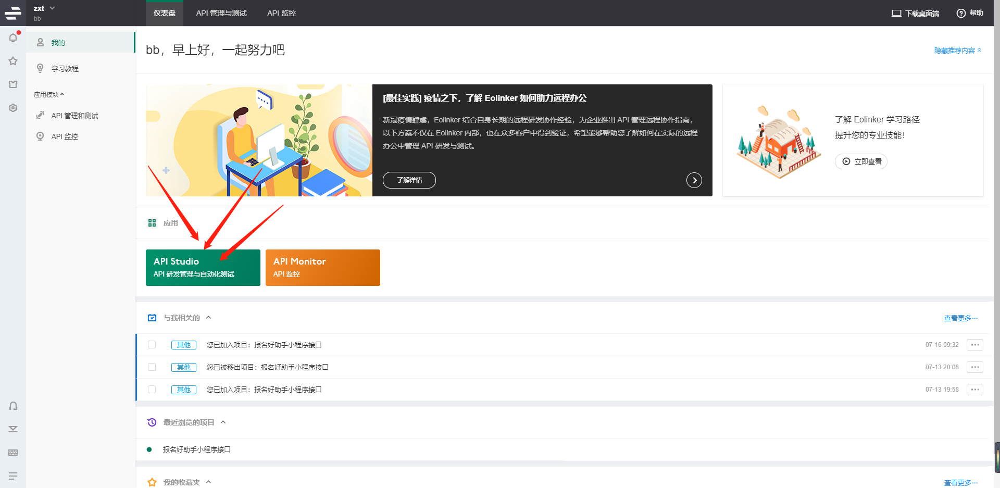 zxt
bb
仪表盘
API 管理与测试
API 监控
下载桌面端
帮助
我的
学习教程
应用模块
API 管理和测试
API 监控
bb，早上好，一起努力吧
隐藏推荐内容
[最佳实践] 疫情之下，了解 Eolinker 如何助力远程办公
新冠疫情肆虐，Eolinker 结合自身长期的远程研发协作经验，为企业推出 API 管理远程协作指南，
以下方案不仅在 Eolinker 内部，也在众多客户中得到验证，希望能够帮助您了解如何在实际的远程
办公中管理 API 研发与测试。
了解详情
了解 Eolinker 学习路径
提升您的专业技能！
立即查看
应用
API Studio
API 研发管理与自动化测试
API Monitor
API 监控
与我相关的
查看更多···
其他 您已加入项目：报名好助手小程序接口 07-16 09:32
其他 您已被移出项目：报名好助手小程序接口 07-13 20:08
其他 您已加入项目：报名好助手小程序接口 07-13 19:58
最近浏览的项目
报名好助手小程序接口
我的收藏夹
查看更多···